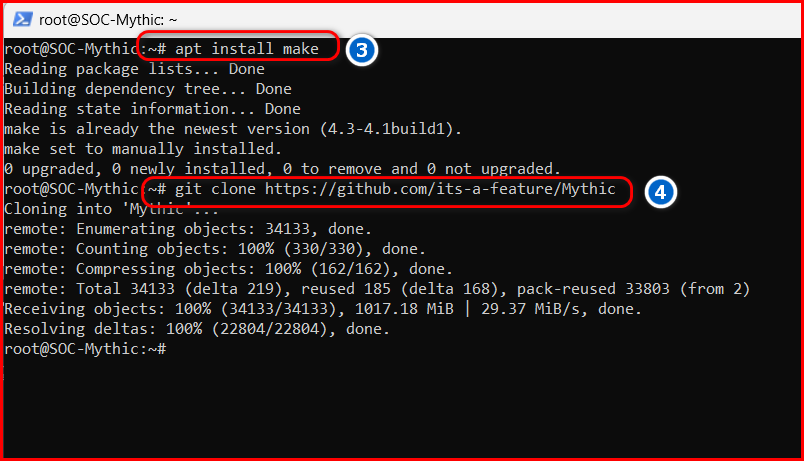 root@SOC-Mythic: ~
root@SOC-Mythic:~# apt install make
3
Reading package lists... Done
Building dependency tree... Done
Reading state information... Done
make is already the newest version (4.3-4.1build1).
make set to manually installed.
0 upgraded, 0 newly installed, 0 to remove and 0 not upgraded.
root@SOC-Mythic:~# git clone https://github.com/its-a-feature/Mythic
4
Cloning into 'Mythic'...
remote: Enumerating objects: 34133, done.
remote: Counting objects: 100% (330/330), done.
remote: Compressing objects: 100% (162/162), done.
remote: Total 34133 (delta 219), reused 185 (delta 168), pack-reused 33803 (from 2)
Receiving objects: 100% (34133/34133), 1017.18 MiB | 29.37 MiB/s, done.
Resolving deltas: 100% (22804/22804), done.
root@SOC-Mythic:~#